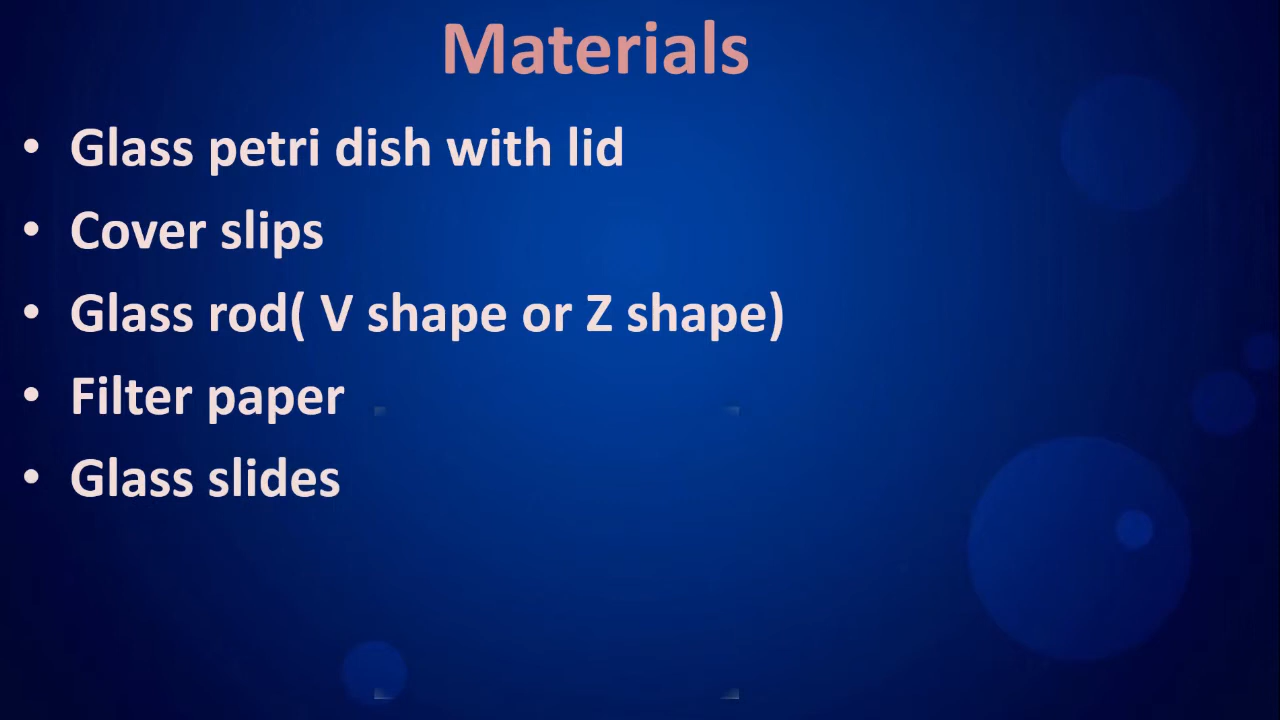 Materials
• Glass petri dish with lid
• Cover slips
• Glass rod( V shape or Z shape)
• Filter paper
• Glass slides